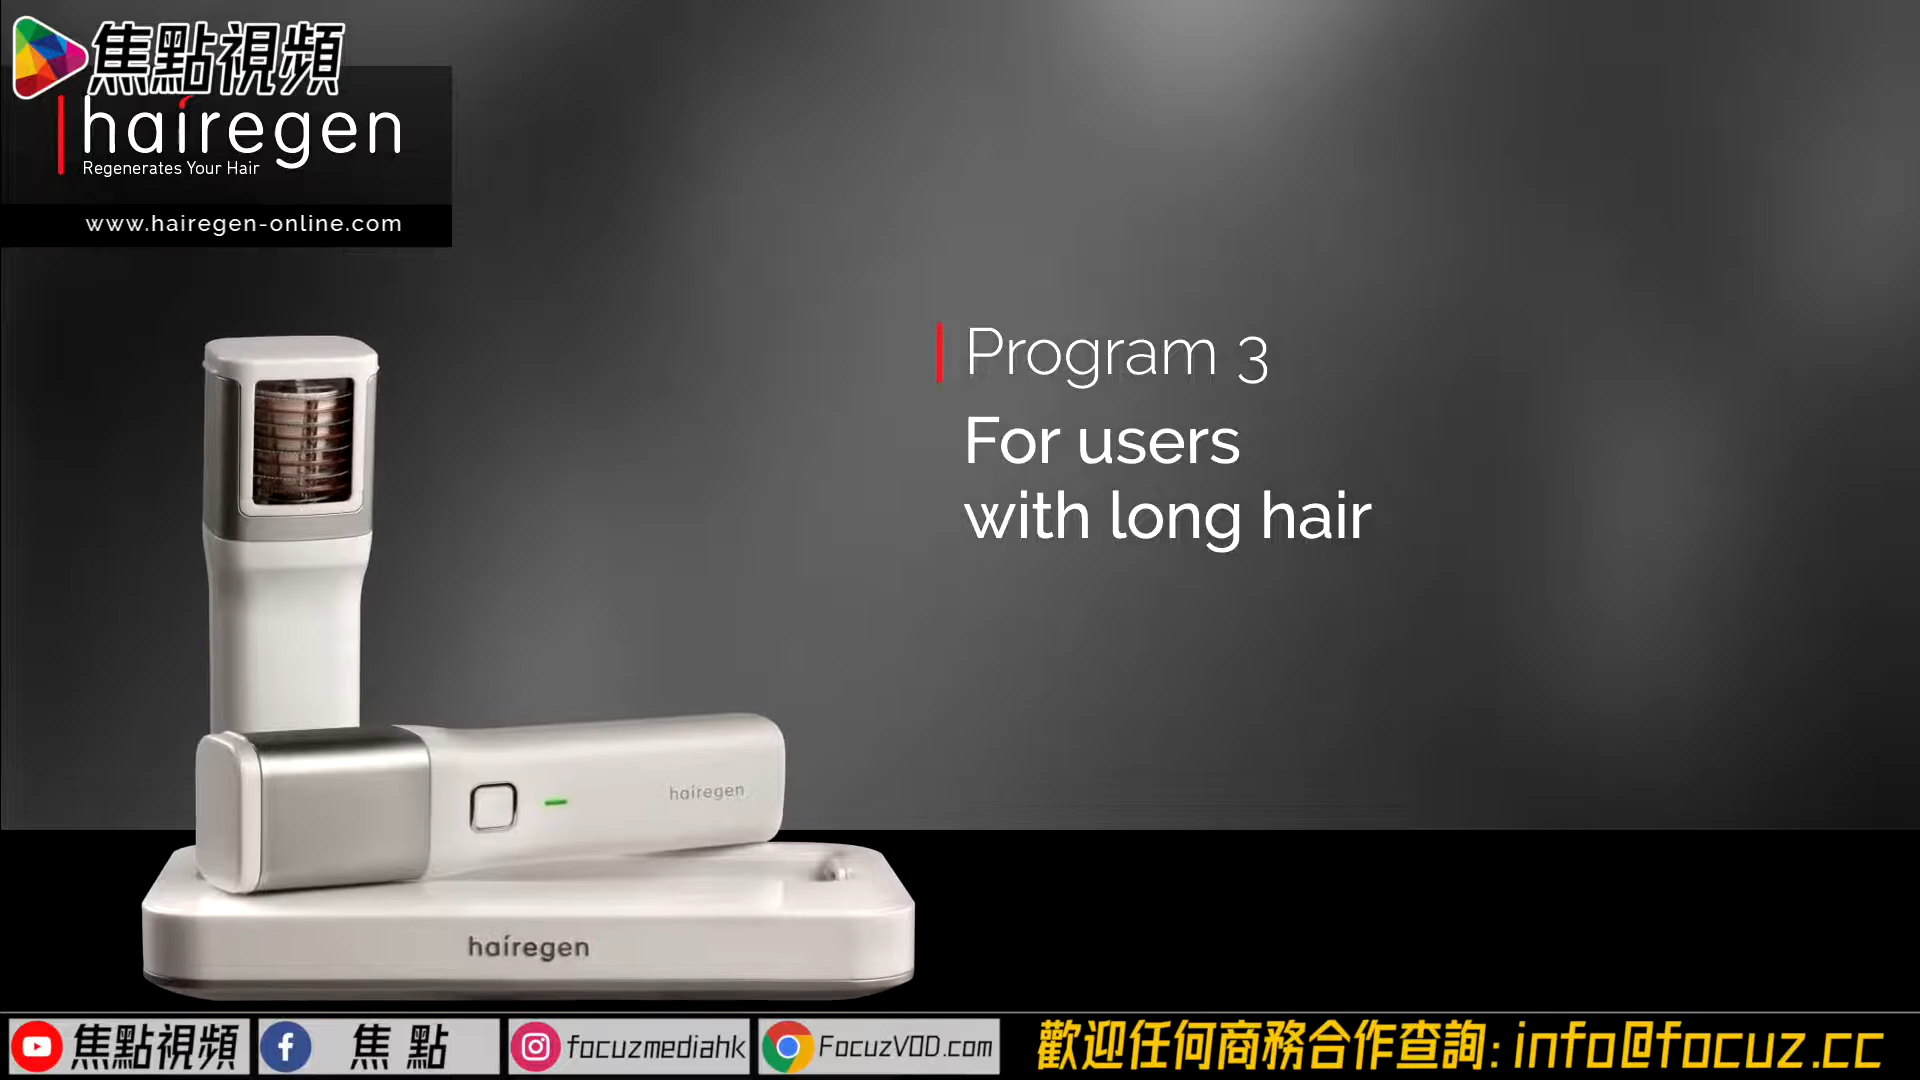 焦點視頻
hairegen
Regenerates Your Hair
www.hairegen-online.com
Program 3
For users
with long hair
hairegen
hairegen
焦點視頻
焦點
focuzmediahk
FocuzVOD.com
歡迎任何商務合作查詢: info@focuz.cc